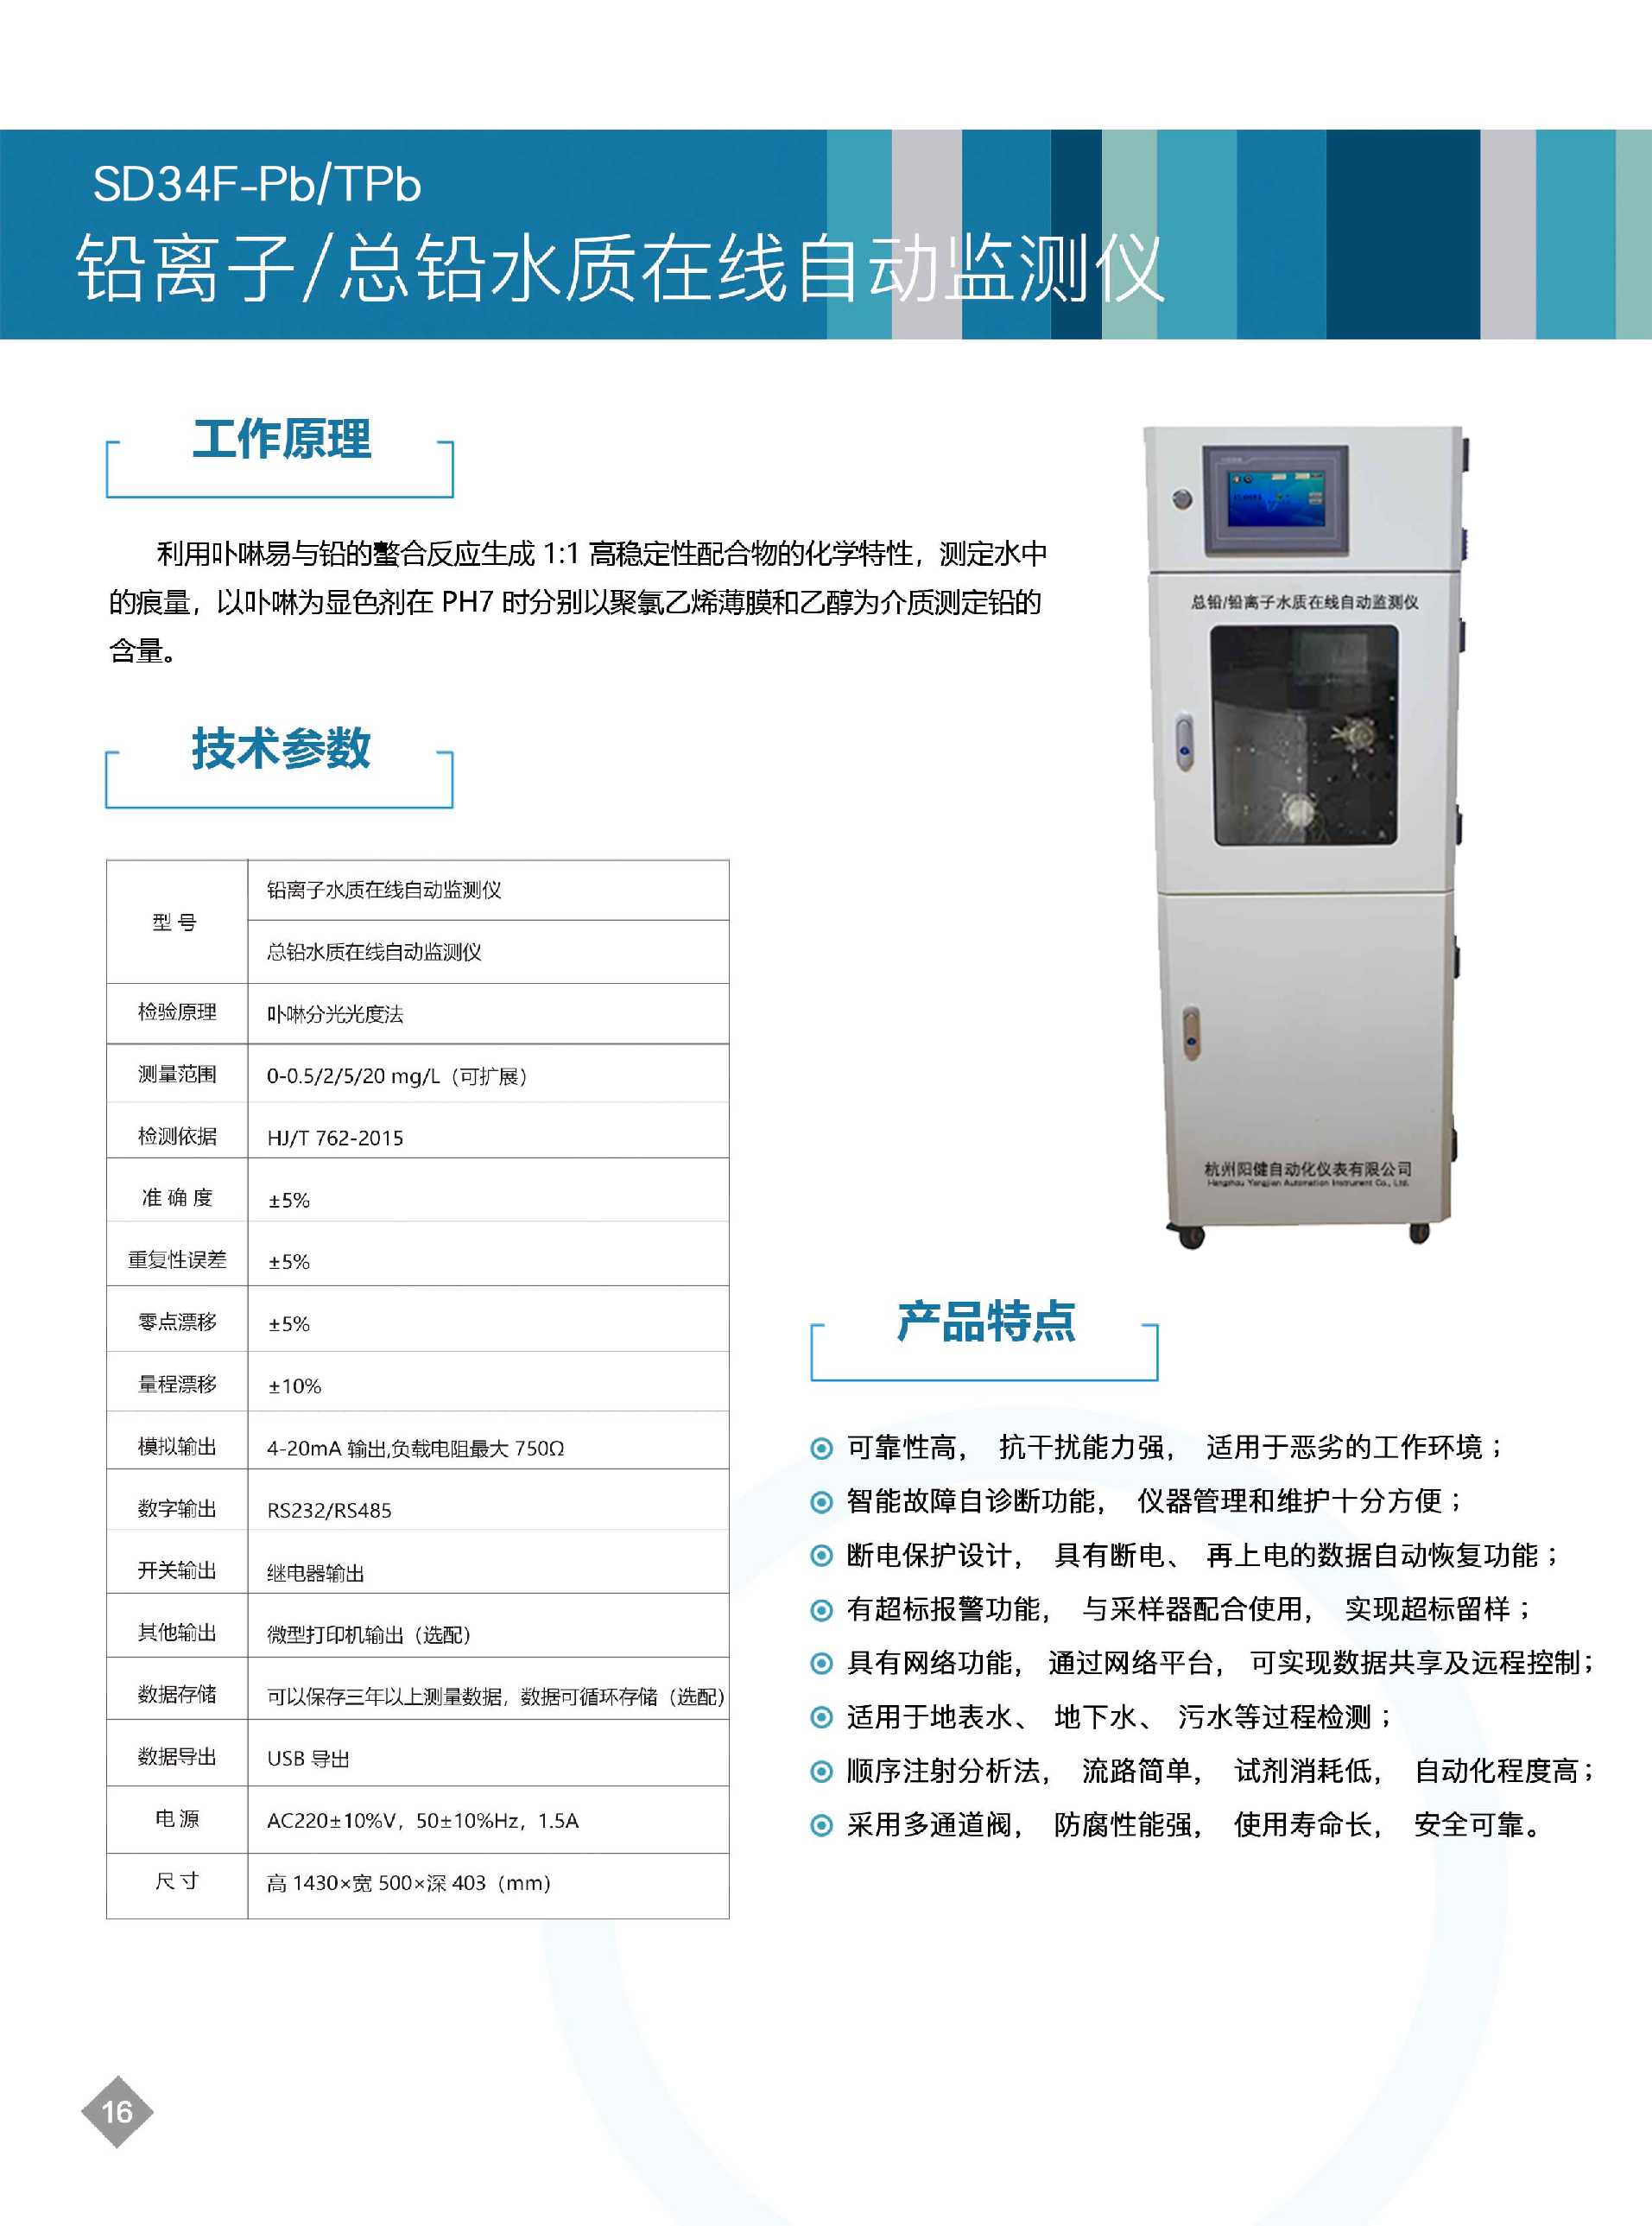 SD34F-Pb/TPb
铅离子/总铅水质在线自动监测仪
工作原理
利用卟啉易与铅的螯合反应生成 1:1 高稳定性配合物的化学特性，测定水中
的痕量，以卟啉为显色剂在 PH7 时分别以聚氯乙烯薄膜和乙醇为介质测定铅的
含量。
总铅/铅离子水质在线自动监测仪
杭州阳健自动化仪表有限公司
Hangzhou Yangjian Automation Instrument Co., Ltd.
技术参数
型 号
铅离子水质在线自动监测仪
总铅水质在线自动监测仪
检验原理 卟啉分光光度法
测量范围 0-0.5/2/5/20 mg/L（可扩展）
检测依据 HJ/T 762-2015
准 确 度 ±5%
重复性误差 ±5%
零点漂移 ±5%
量程漂移 ±10%
模拟输出 4-20mA 输出,负载电阻最大 750Ω
数字输出 RS232/RS485
开关输出 继电器输出
其他输出 微型打印机输出（选配）
数据存储 可以保存三年以上测量数据，数据可循环存储（选配）
数据导出 USB 导出
电 源 AC220±10%V，50±10%Hz，1.5A
尺 寸 高 1430×宽 500×深 403（mm）
产品特点
可靠性高， 抗干扰能力强， 适用于恶劣的工作环境；
智能故障自诊断功能， 仪器管理和维护十分方便；
断电保护设计， 具有断电、 再上电的数据自动恢复功能；
有超标报警功能， 与采样器配合使用， 实现超标留样；
具有网络功能， 通过网络平台， 可实现数据共享及远程控制；
适用于地表水、 地下水、 污水等过程检测；
顺序注射分析法， 流路简单， 试剂消耗低， 自动化程度高；
采用多通道阀， 防腐性能强， 使用寿命长， 安全可靠。
16